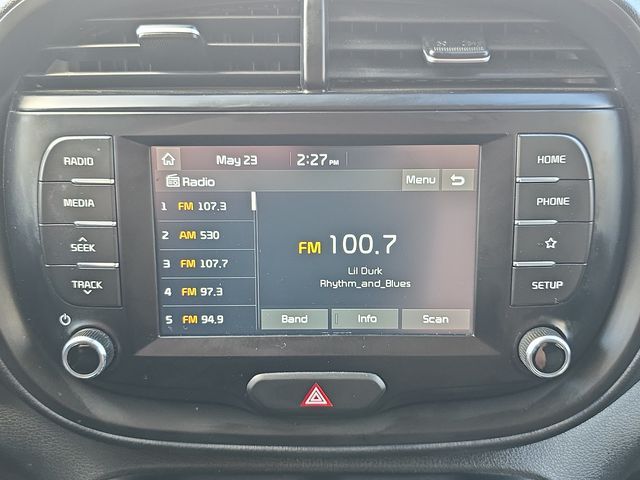 May 23 2:27 PM
Radio Menu
1 FM 107.3
2 AM 530
3 FM 107.7
4 FM 97.3
5 FM 94.9
FM 100.7
Lil Durk
Rhythm_and_Blues
Band Info Scan
RADIO
MEDIA
SEEK
TRACK
HOME
PHONE
SETUP